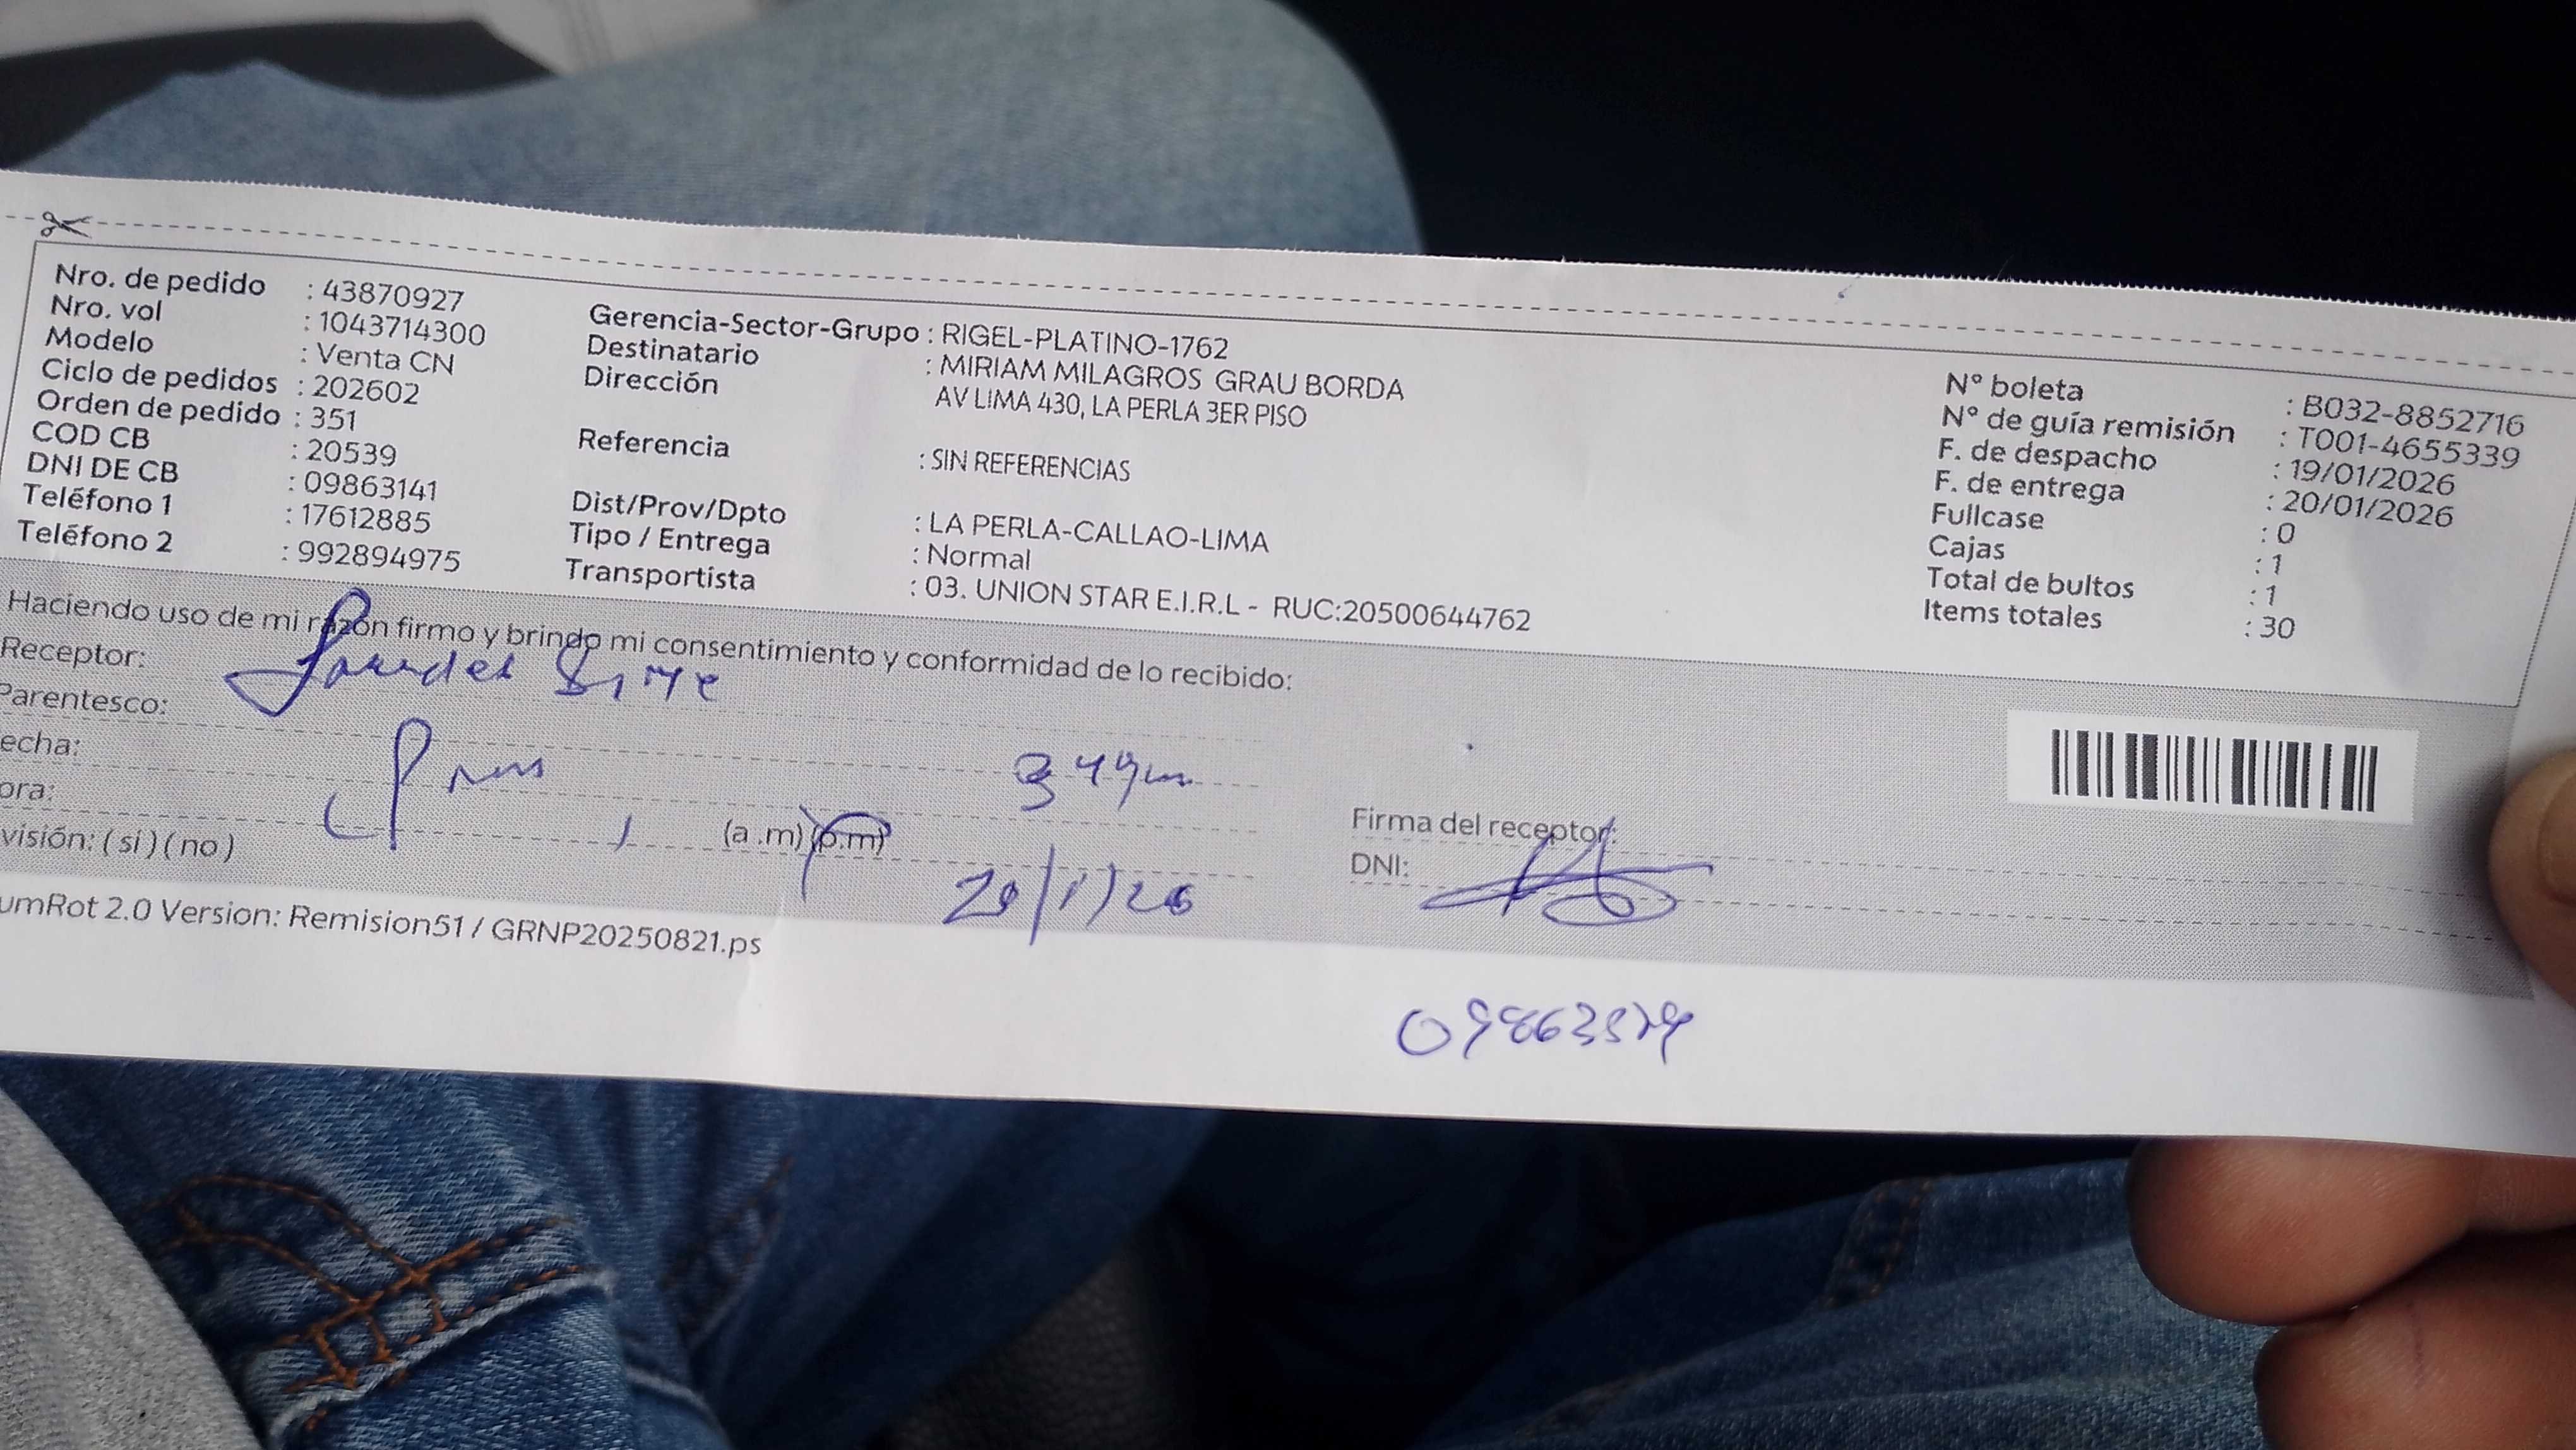 Nro. de pedido : 43870927
Nro. vol : 1043714300
Modelo : Venta CN
Ciclo de pedidos : 202602
Orden de pedido : 351
COD CB : 20539
DNI DE CB : 09863141
Teléfono 1 : 17612885
Teléfono 2 : 992894975
Gerencia-Sector-Grupo : RIGEL-PLATINO-1762
Destinatario : MIRIAM MILAGROS GRAU BORDA
Dirección AV LIMA 430, LA PERLA 3ER PISO
Referencia : SIN REFERENCIAS
Dist/Prov/Dpto : LA PERLA-CALLAO-LIMA
Tipo / Entrega : Normal
Transportista : 03. UNION STAR E.I.R.L - RUC:20500644762
N° boleta : B032-8852716
N° de guía remisión : T001-4655339
F. de despacho : 19/01/2026
F. de entrega : 20/01/2026
Fullcase : 0
Cajas : 1
Total de bultos : 1
Items totales : 30
Haciendo uso de mi razón firmo y brindo mi consentimiento y conformidad de lo recibido:
Receptor: Lourdes
Parentesco:
echa:
ora: (a .m) (p.m)
visión: ( si ) ( no )
20/1/26
Firma del receptor:
DNI:
umRot 2.0 Version: Remision51 / GRNP20250821.ps